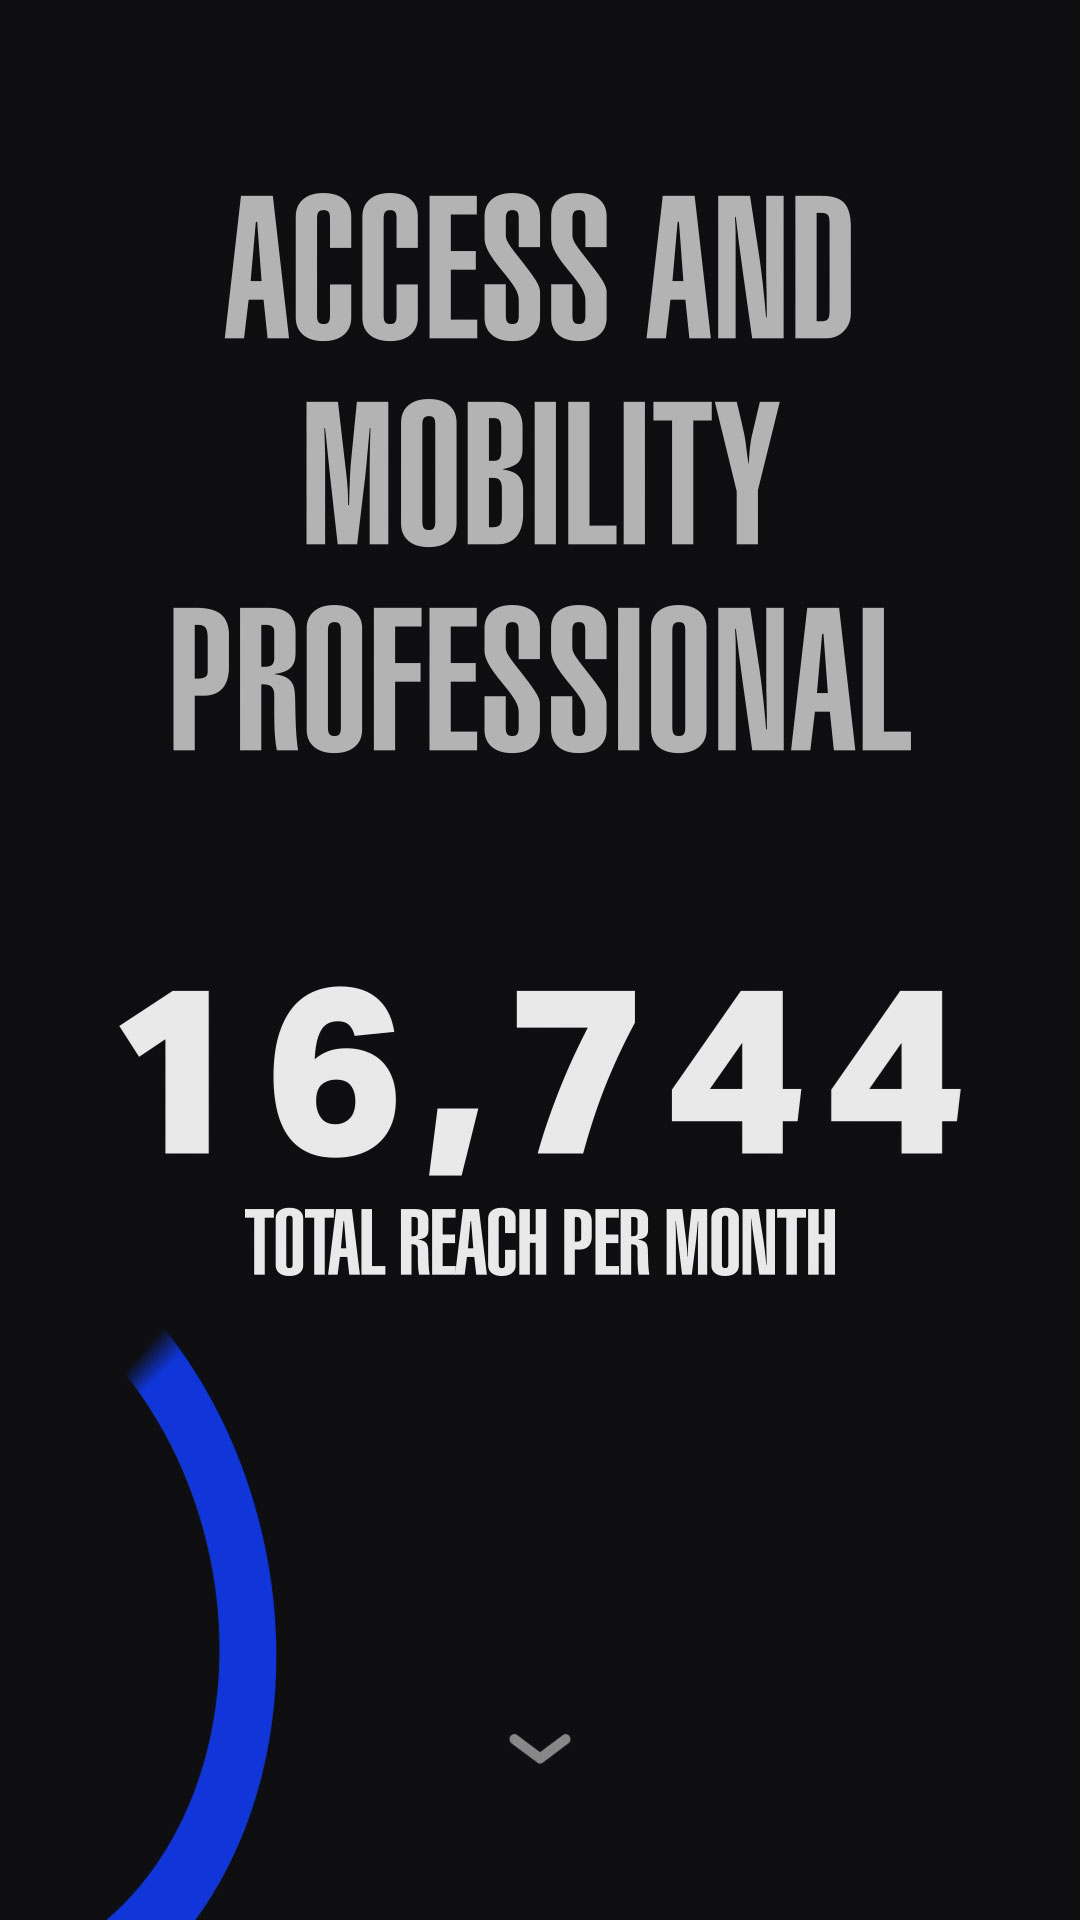 ACCESS AND
MOBILITY
PROFESSIONAL
16,744
TOTAL REACH PER MONTH